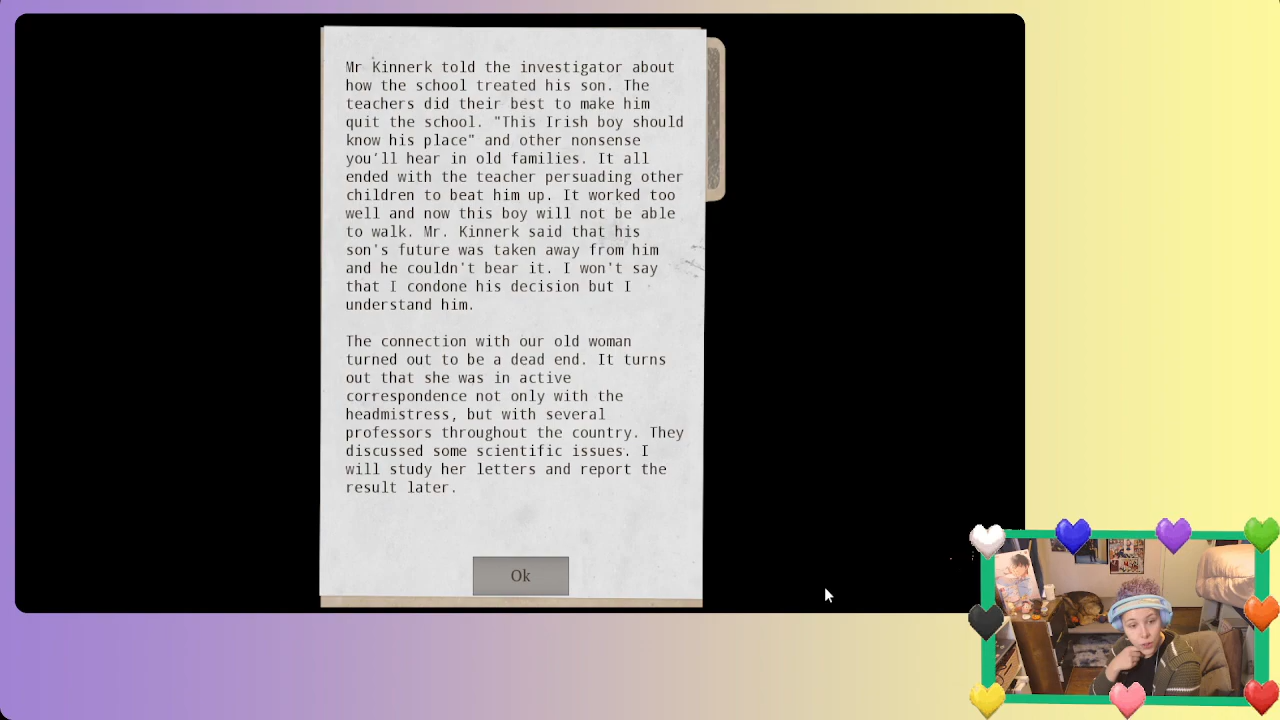 Mr Kinnerk told the investigator about
how the school treated his son. The
teachers did their best to make him
quit the school. "This Irish boy should
know his place" and other nonsense
you'll hear in old families. It all
ended with the teacher persuading other
children to beat him up. It worked too
well and now this boy will not be able
to walk. Mr. Kinnerk said that his
son's future was taken away from him
and he couldn't bear it. I won't say
that I condone his decision but I
understand him.

The connection with our old woman
turned out to be a dead end. It turns
out that she was in active
correspondence not only with the
headmistress, but with several
professors throughout the country. They
discussed some scientific issues. I
will study her letters and report the
result later.

Ok